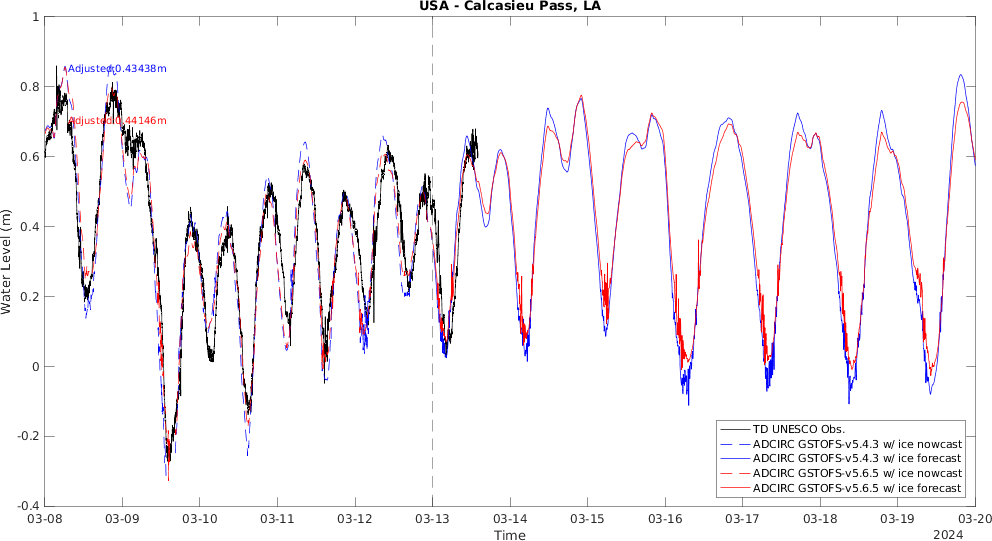 USA - Calcasieu Pass, LA
1
0.8
0.6
0.4
0.2
0
-0.2
-0.4
Water Level (m)
Adjusted:0.43438m
Adjusted:0.44146m
TD UNESCO Obs.
ADCIRC GSTOFS-v5.4.3 w/ ice nowcast
ADCIRC GSTOFS-v5.4.3 w/ ice forecast
ADCIRC GSTOFS-v5.6.5 w/ ice nowcast
ADCIRC GSTOFS-v5.6.5 w/ ice forecast
03-08 03-09 03-10 03-11 03-12 03-13 03-14 03-15 03-16 03-17 03-18 03-19 03-20
Time
2024